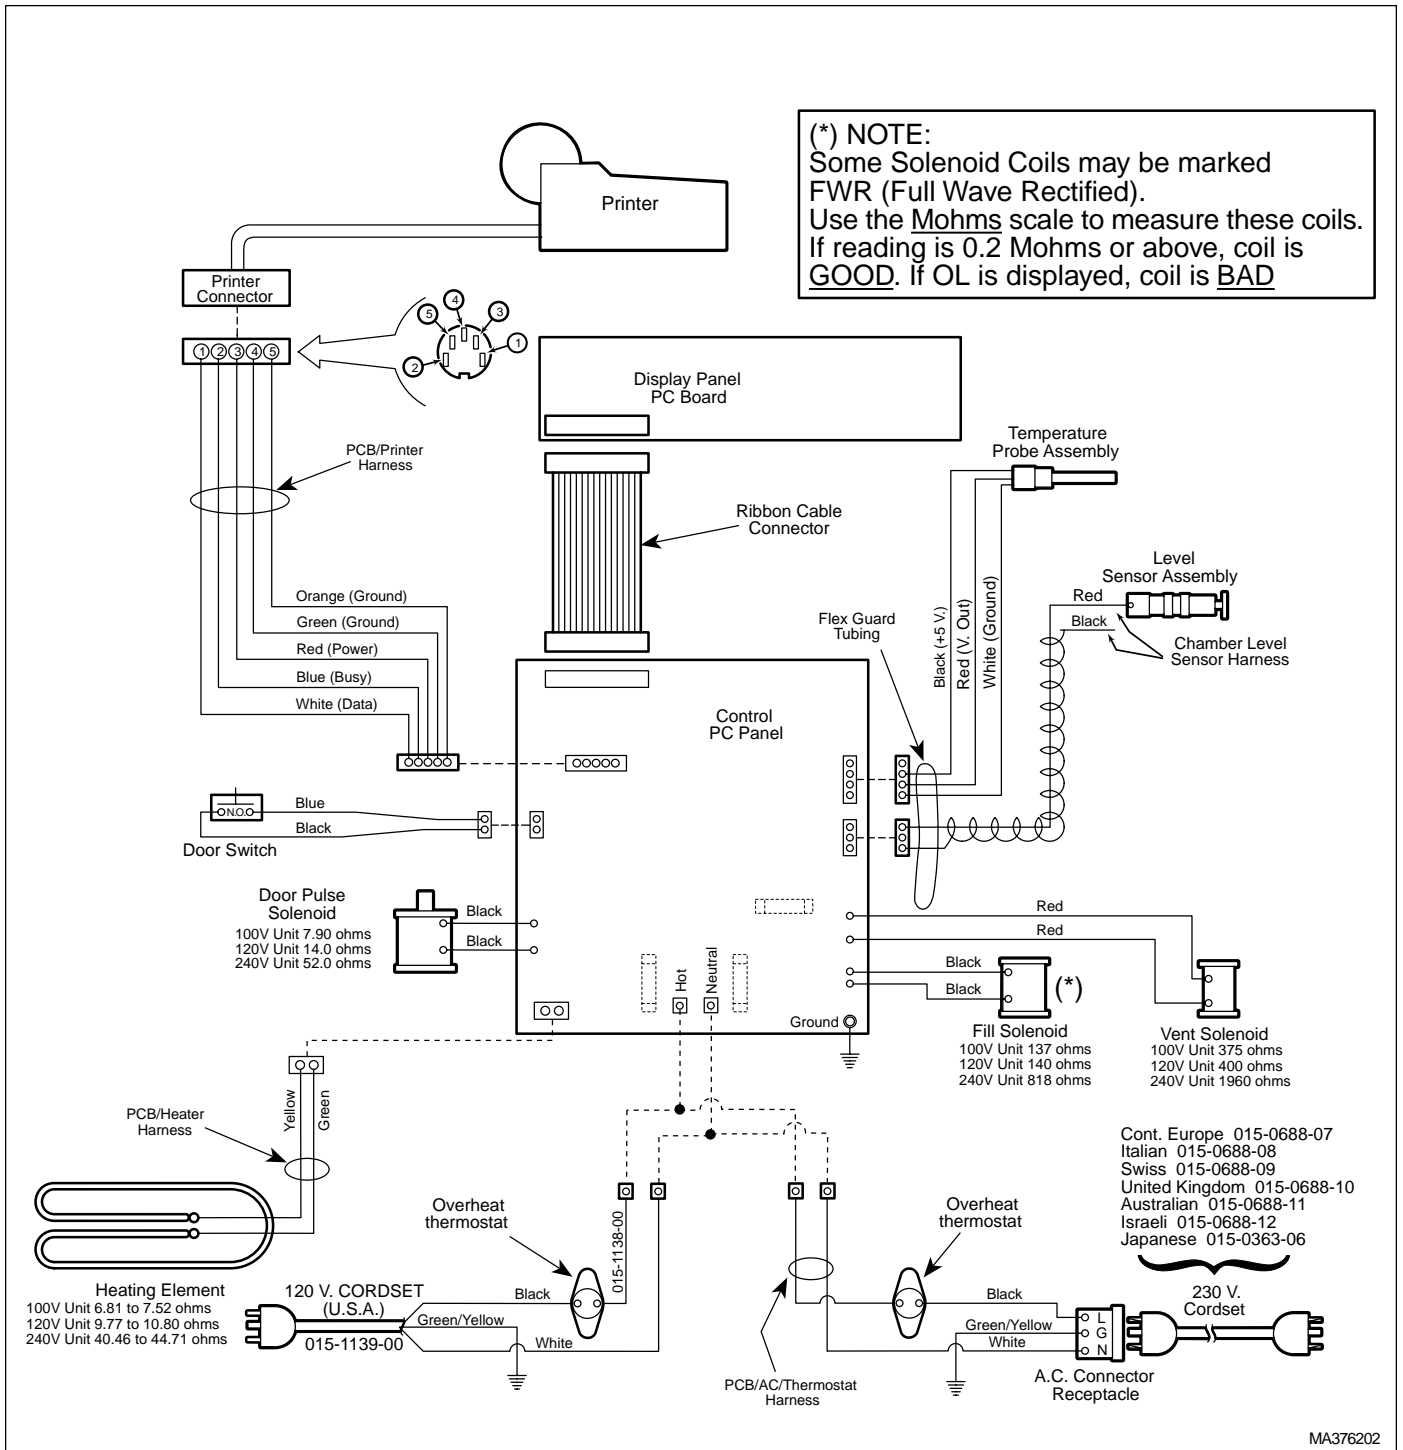 (*) NOTE:
Some Solenoid Coils may be marked
FWR (Full Wave Rectified).
Use the Mohms scale to measure these coils.
If reading is 0.2 Mohms or above, coil is
GOOD. If OL is displayed, coil is BAD
Printer
Printer
Connector
1 2 3 4 5
4
5
3
1
2
Display Panel
PC Board
PCB/Printer
Harness
Ribbon Cable
Connector
Temperature
Probe Assembly
Level
Sensor Assembly
Red
Black
Chamber Level
Sensor Harness
Flex Guard
Tubing
Black (+5 V.)
Red (V. Out)
White (Ground)
Orange (Ground)
Green (Ground)
Red (Power)
Blue (Busy)
White (Data)
Control
PC Panel
N.O.
Blue
Black
Door Switch
Door Pulse
Solenoid
100V Unit 7.90 ohms
120V Unit 14.0 ohms
240V Unit 52.0 ohms
Black
Black
Hot
Neutral
Ground
Red
Red
Black
Black
(*)
Fill Solenoid
100V Unit 137 ohms
120V Unit 140 ohms
240V Unit 818 ohms
Vent Solenoid
100V Unit 375 ohms
120V Unit 400 ohms
240V Unit 1960 ohms
PCB/Heater
Harness
Yellow
Green
Heating Element
100V Unit 6.81 to 7.52 ohms
120V Unit 9.77 to 10.80 ohms
240V Unit 40.46 to 44.71 ohms
120 V. CORDSET
(U.S.A.)
015-1139-00
Overheat
thermostat
015-1138-00
Black
Green/Yellow
White
PCB/AC/Thermostat
Harness
Overheat
thermostat
Black
Green/Yellow
White
L
G
N
A.C. Connector
Receptacle
Cont. Europe 015-0688-07
Italian 015-0688-08
Swiss 015-0688-09
United Kingdom 015-0688-10
Australian 015-0688-11
Israeli 015-0688-12
Japanese 015-0363-06
230 V.
Cordset
MA376202